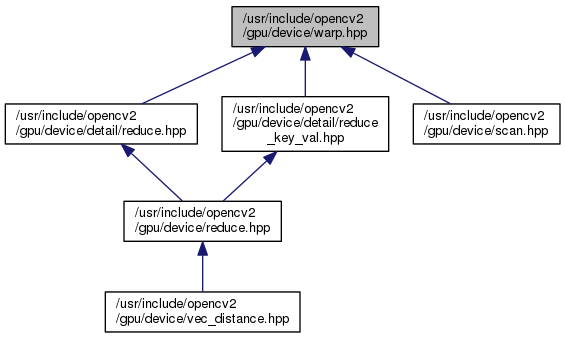 /usr/include/opencv2
/gpu/device/warp.hpp
/usr/include/opencv2
/gpu/device/detail/reduce.hpp
/usr/include/opencv2
/gpu/device/detail/reduce
_key_val.hpp
/usr/include/opencv2
/gpu/device/scan.hpp
/usr/include/opencv2
/gpu/device/reduce.hpp
/usr/include/opencv2
/gpu/device/vec_distance.hpp